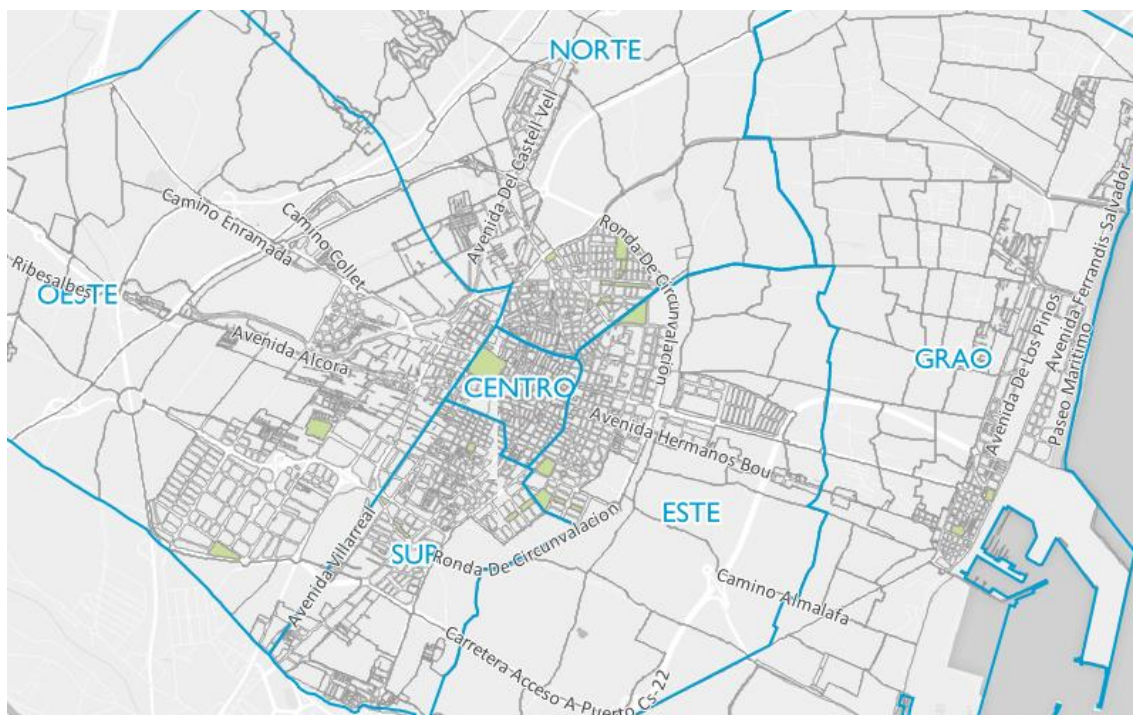 NORTE
Avenida Del Castell Vell
Camino Enramada
Camino Collet
Ronda De Circunvalación
Ribesalbes
OESTE
Avenida Alcora
CENTRO
GRAO
Avenida De Los Pinos
Avenida Ferrandis Salvador
Paseo Marítimo
Avenida Hermanos Bou
ESTE
Avenida Villarreal
SUR
Ronda De Circunvalacion
Camino Almalafa
Carretera Acceso A Puerto Cs-22